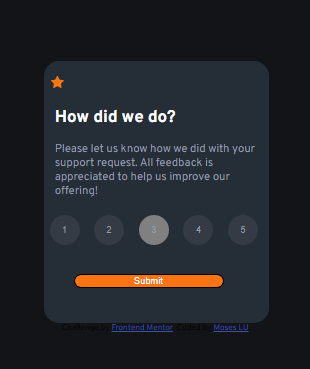 How did we do?
Please let us know how we did with your
support request. All feedback is
appreciated to help us improve our
offering!
1 2 3 4 5
Submit
Challenge by Frontend Mentor. Coded by Moses LU